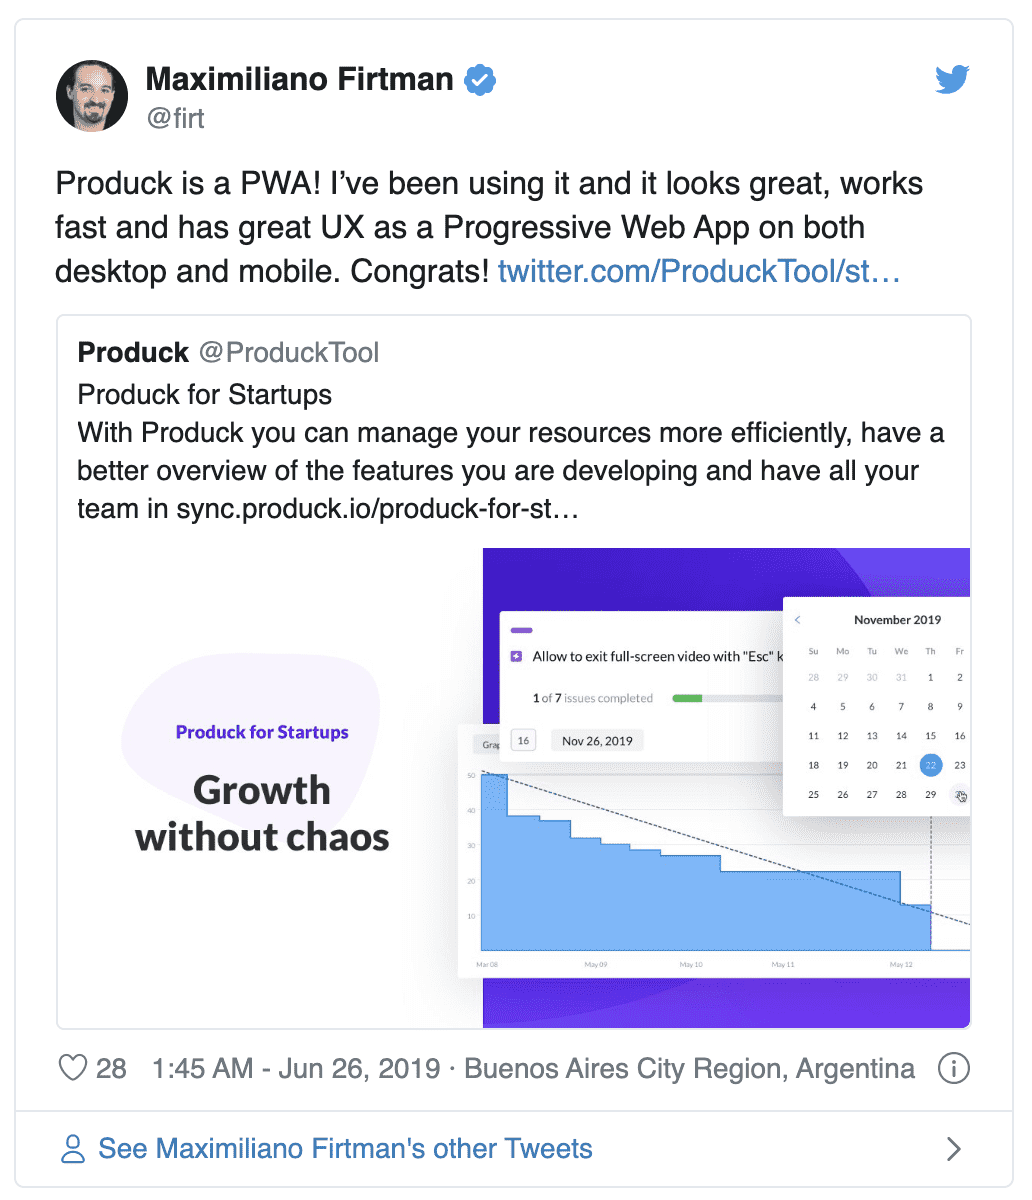 Maximiliano Firtman
@firt
Produck is a PWA! I’ve been using it and it looks great, works
fast and has great UX as a Progressive Web App on both
desktop and mobile. Congrats! twitter.com/ProduckTool/st…
Produck @ProduckTool
Produck for Startups
With Produck you can manage your resources more efficiently, have a
better overview of the features you are developing and have all your
team in sync.produck.io/produck-for-st…
Produck for Startups
Growth
without chaos
Allow to exit full-screen video with "Esc" k
1 of 7 issues completed
16 Nov 26, 2019
November 2019
Su Mo Tu We Th Fr
28 29 30 31 1 2
4 5 6 7 8 9
11 12 13 14 15 16
18 19 20 21 22 23
25 26 27 28 29
Grap
50
40
30
20
10
Mar 08 May 09 May 10 May 11 May 12
28 1:45 AM - Jun 26, 2019 · Buenos Aires City Region, Argentina
See Maximiliano Firtman's other Tweets